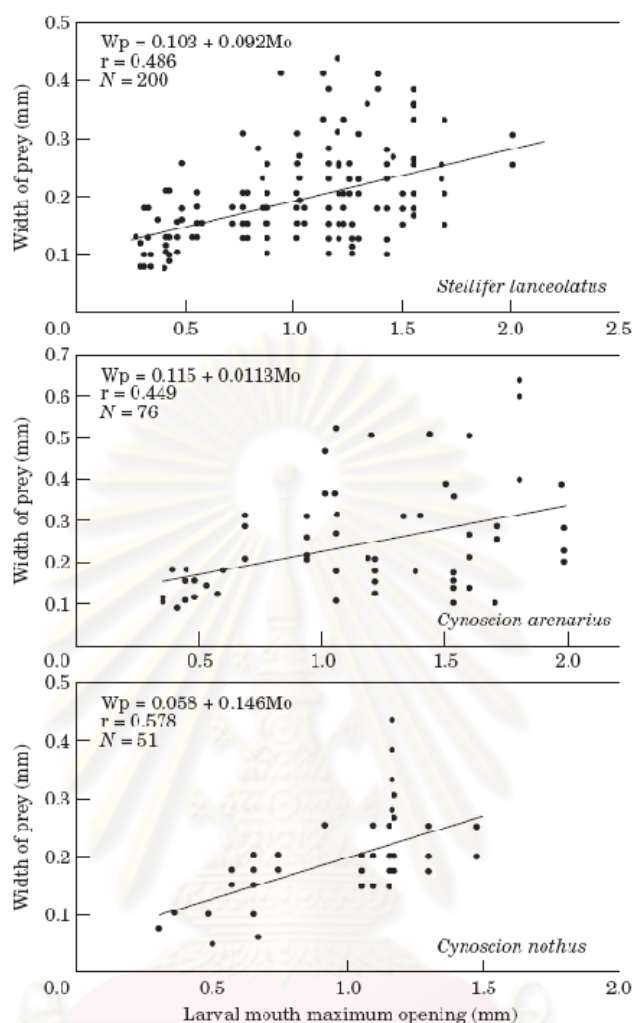 0.5
Wp = 0.103 + 0.092Mo
r = 0.486
N = 200
0.4
0.3
0.2
0.1
Width of prey (mm)
Steilifer lanceolatus
0.0 0.5 1.0 1.5 2.0 2.5
0.7
Wp = 0.115 + 0.0113Mo
r = 0.449
N = 76
0.5
0.4
0.3
0.2
0.1
Width of prey (mm)
Cynoscion arenarius
0.0 0.5 1.0 1.5 2.0
0.5
Wp = 0.058 + 0.146Mo
r = 0.578
N = 51
0.4
0.3
0.2
0.1
Width of prey (mm)
Cynoscion nothus
0.0 0.5 1.0 1.5 2.0
Larval mouth maximum opening (mm)